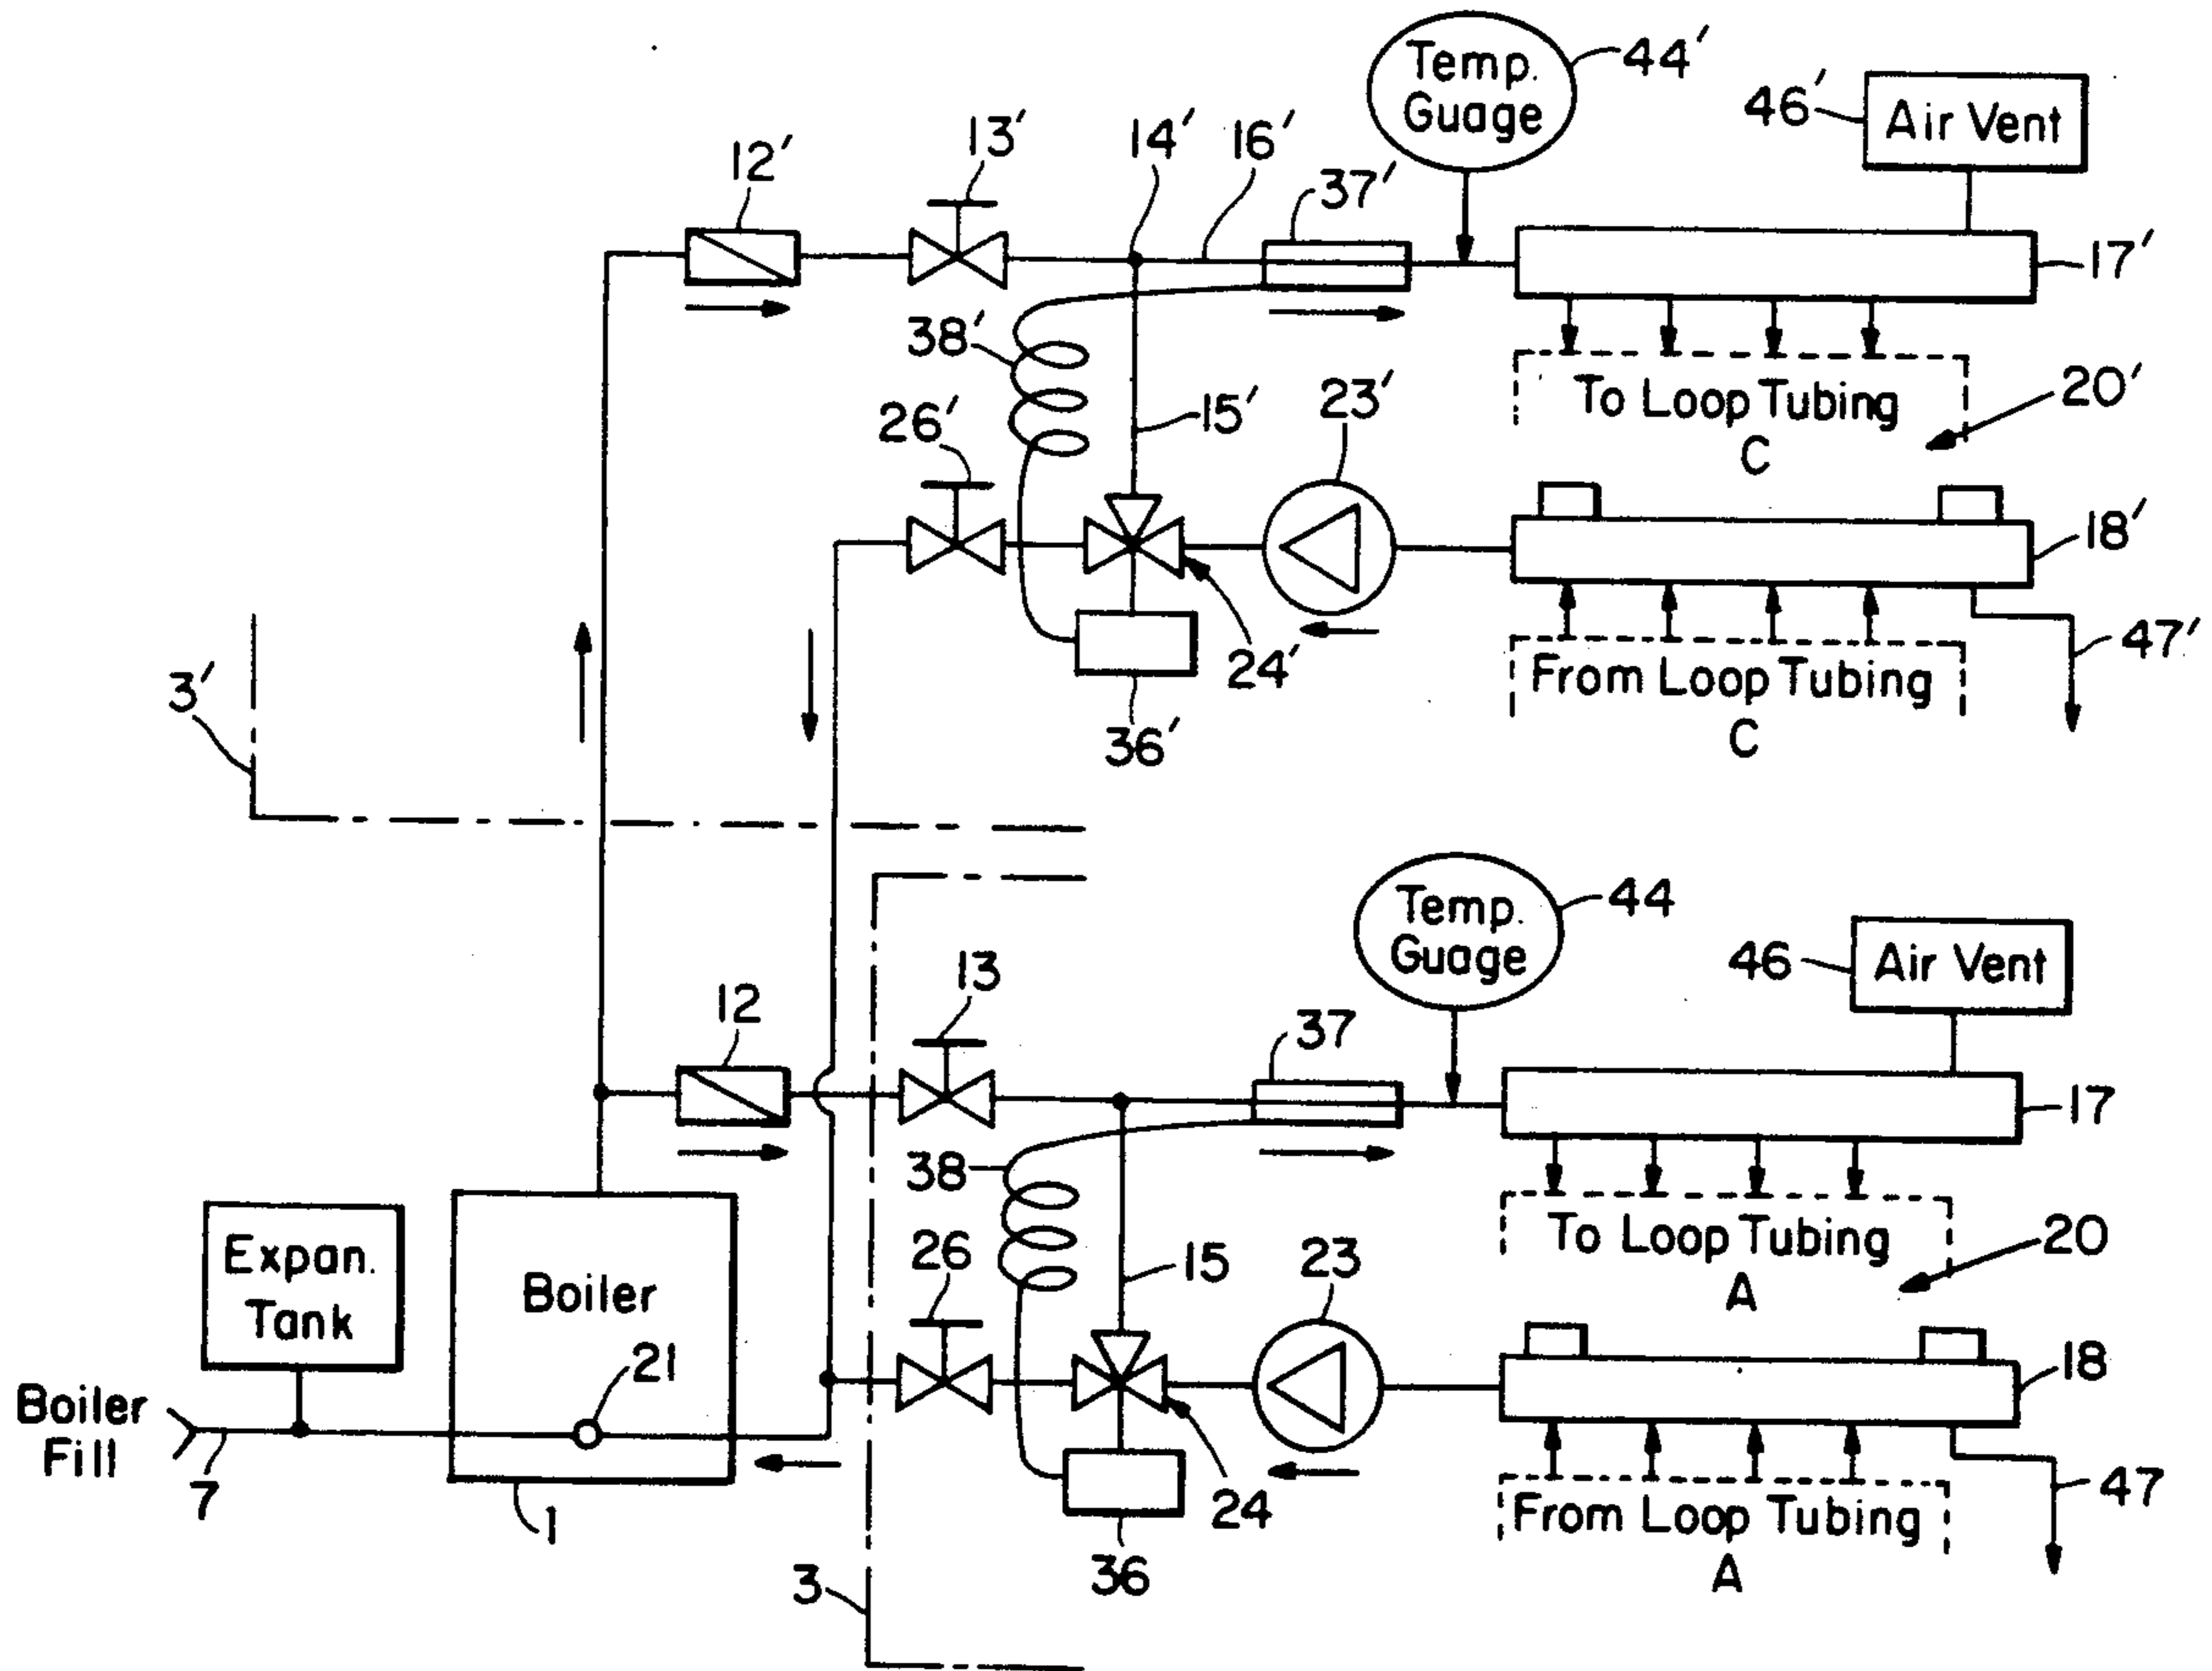 Temp.
Guage
44′
46′
Air Vent
12′
13′
14′
16′
37′
17′
38′
To Loop Tubing
C
20′
26′
15′
23′
18′
24′
From Loop Tubing
C
47′
3′
36′
Temp.
Guage
44
46
Air Vent
12
13
37
17
38
To Loop Tubing
A
20
Expan.
Tank
Boiler
26
15
23
21
18
Boiler
Fill
7
1
24
From Loop Tubing
A
47
3
36